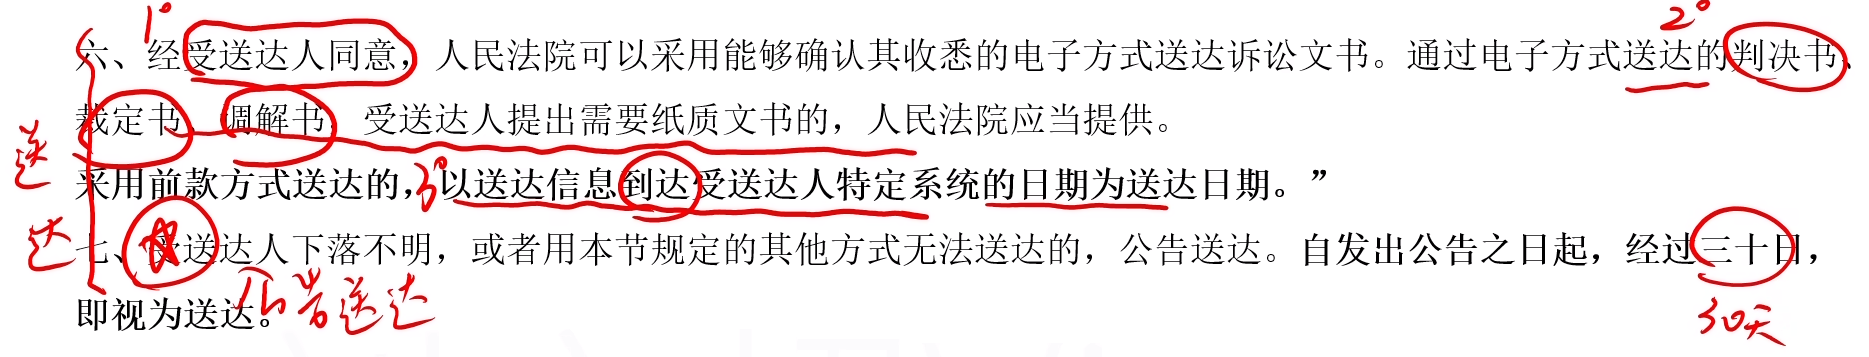 1° 2°
六、经受送达人同意，人民法院可以采用能够确认其收悉的电子方式送达诉讼文书。通过电子方式送达的判决书、
裁定书、调解书，受送达人提出需要纸质文书的，人民法院应当提供。
送达
采用前款方式送达的，3°以送达信息到达受送达人特定系统的日期为送达日期。”
七、受送达人下落不明，或者用本节规定的其他方式无法送达的，公告送达。自发出公告之日起，经过三十日，
即视为送达。
公告送达
30天